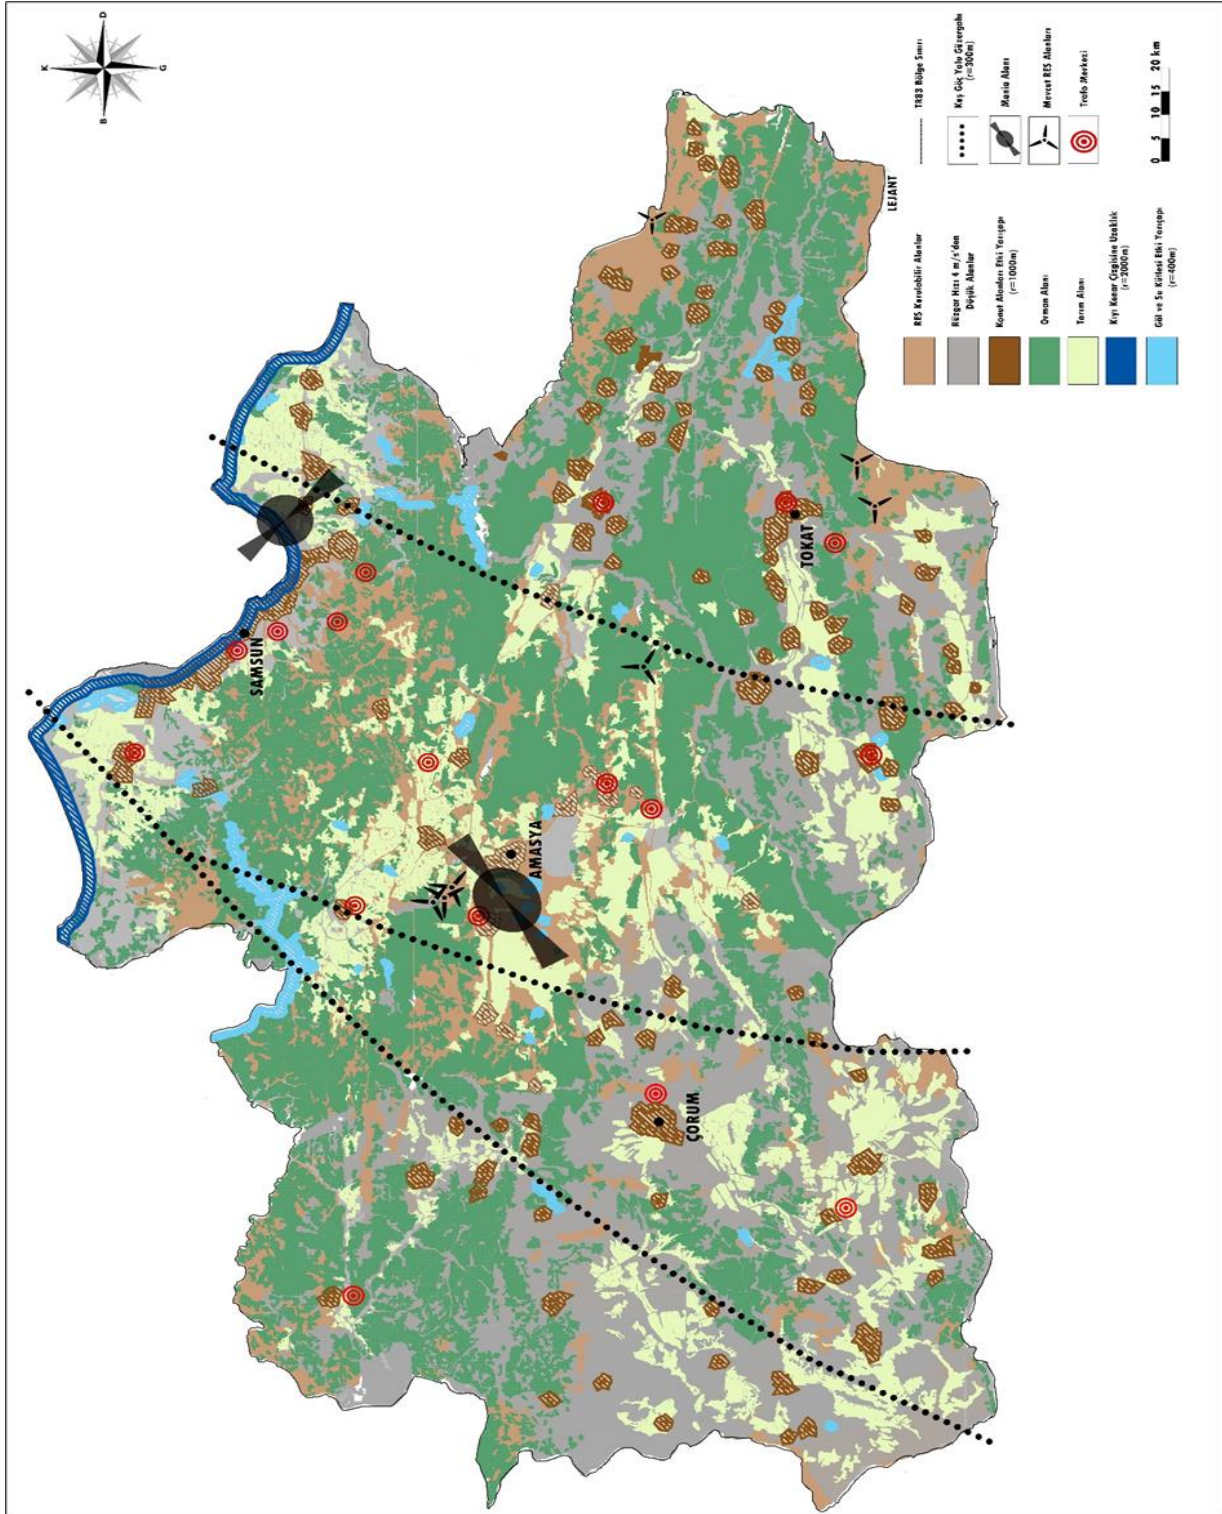 K
D
B
G
SAMSUN
AMASYA
TOKAT
ÇORUM
LEJANT
RES Kurulabilir Alanlar
Rüzgar Hızı 4 m/s'den
Düşük Alanlar
Konut Alanları Etki Yarıçapı
(r=1000m)
Orman Alanı
Tarım Alanı
Kıyı Kenar Çizgisine Uzaklık
(r=2000m)
Göl ve Su Kütlesi Etki Yarıçapı
(r=400m)
TR83 Bölge Sınırı
Kuş Göç Yolu Güzergahı
(r=300m)
Mania Alanı
Mevcut RES Alanları
Trafo Merkezi
0 5 10 15 20 km